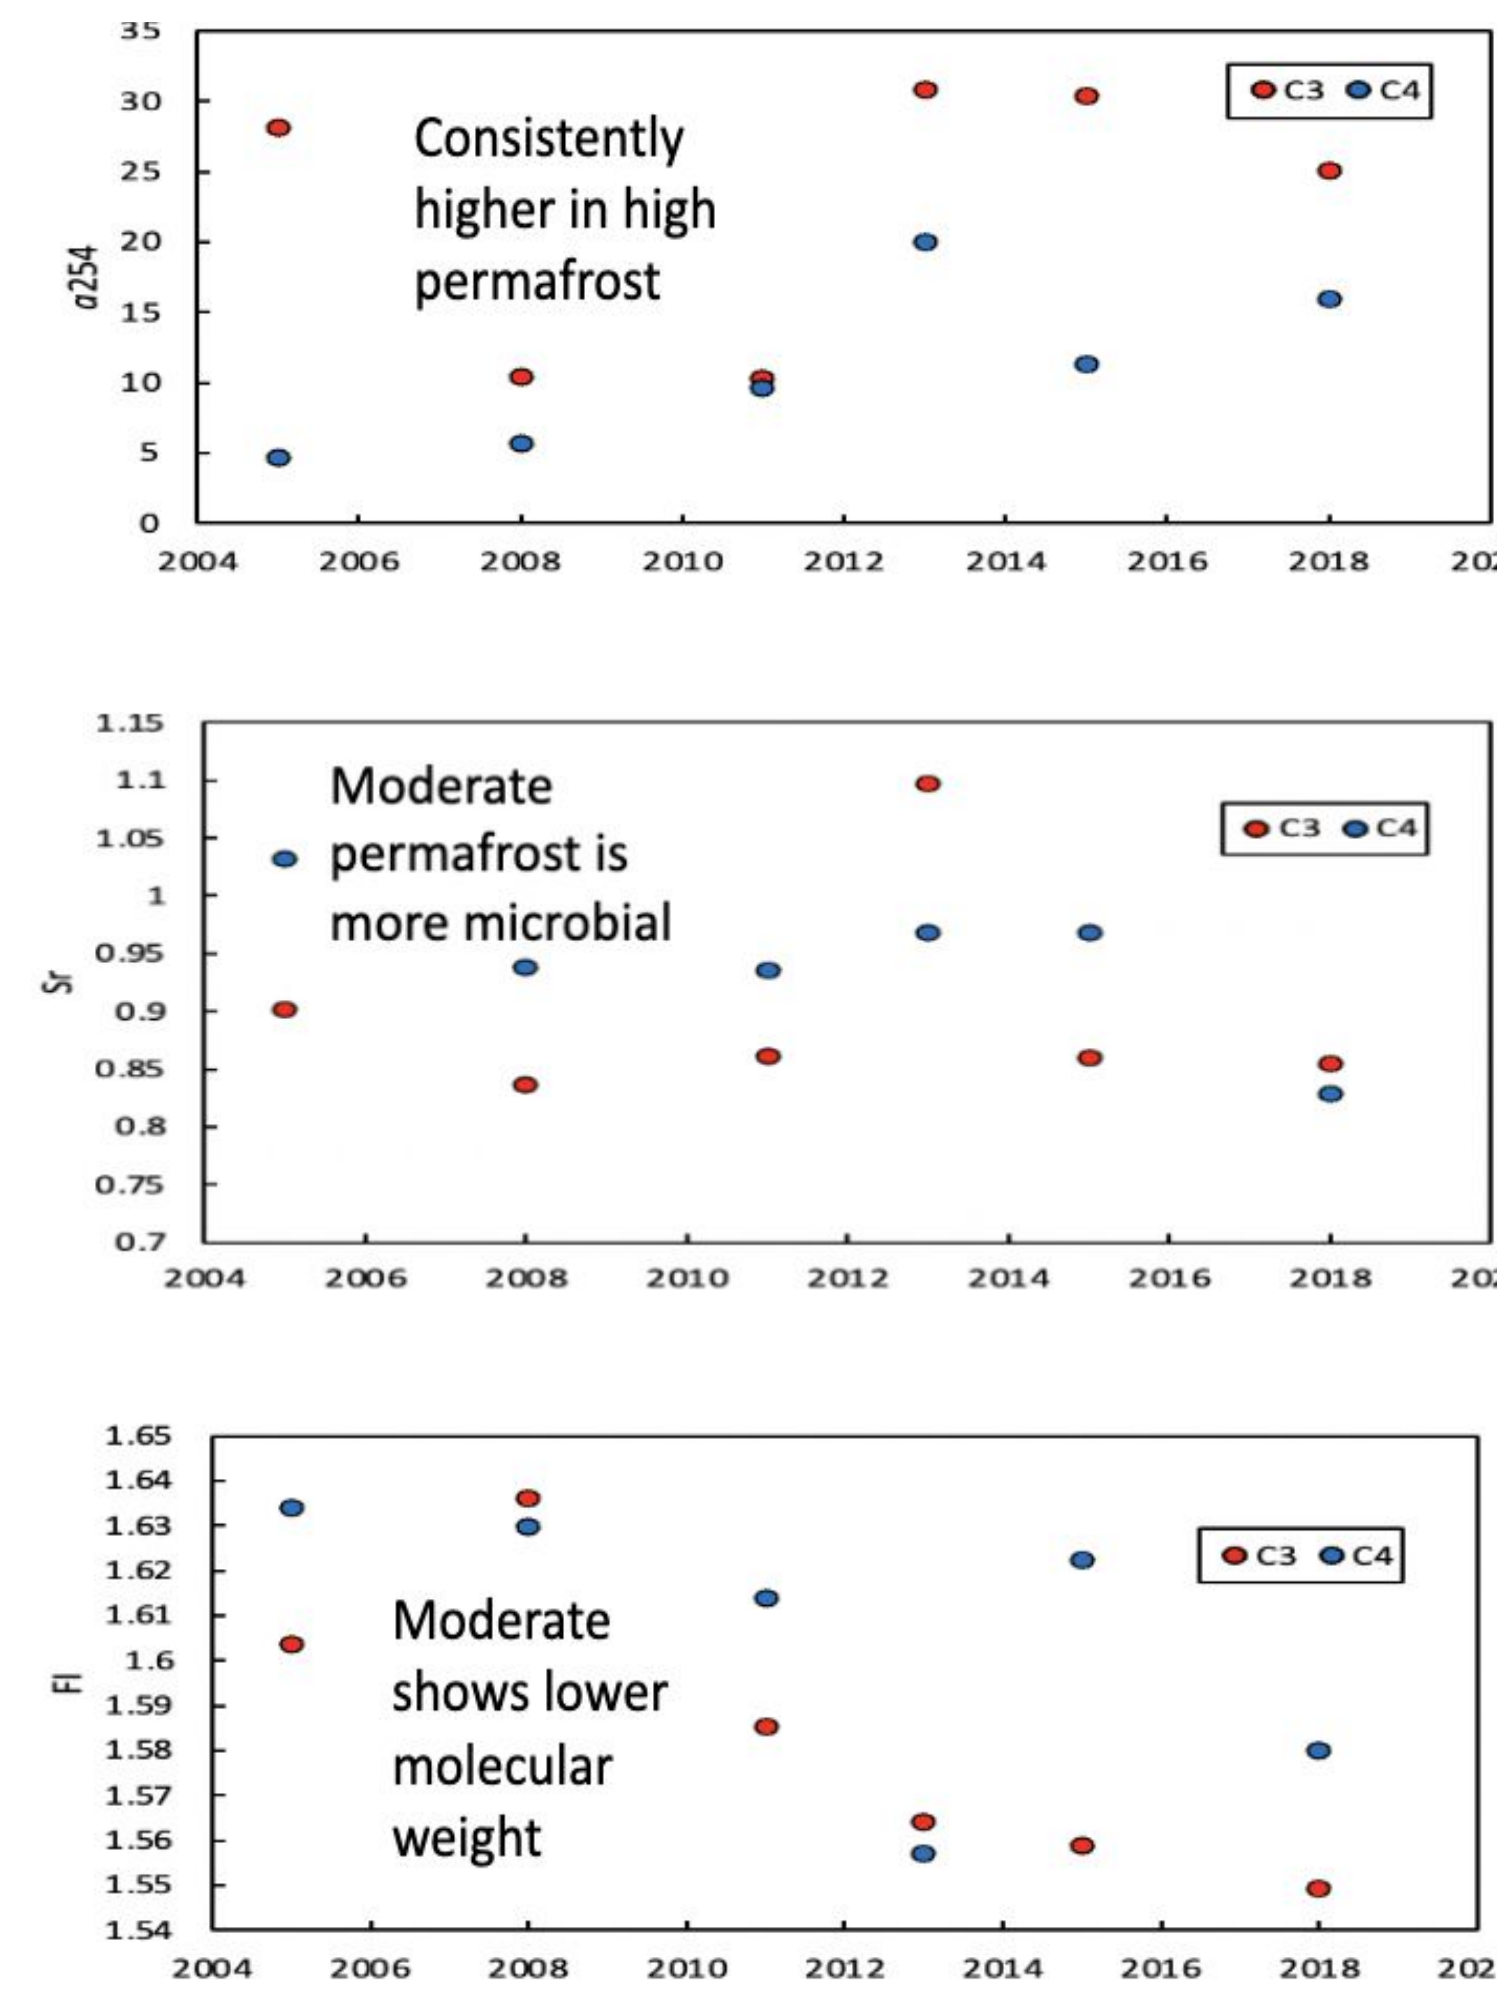 35
30
25
20
15
10
5
0
a254
Consistently
higher in high
permafrost
C3 C4
2004 2006 2008 2010 2012 2014 2016 2018 202
1.15
1.1
1.05
1
0.95
0.9
0.85
0.8
0.75
0.7
Sr
Moderate
permafrost is
more microbial
C3 C4
2004 2006 2008 2010 2012 2014 2016 2018 202
1.65
1.64
1.63
1.62
1.61
1.6
1.59
1.58
1.57
1.56
1.55
1.54
FI
Moderate
shows lower
molecular
weight
C3 C4
2004 2006 2008 2010 2012 2014 2016 2018 202